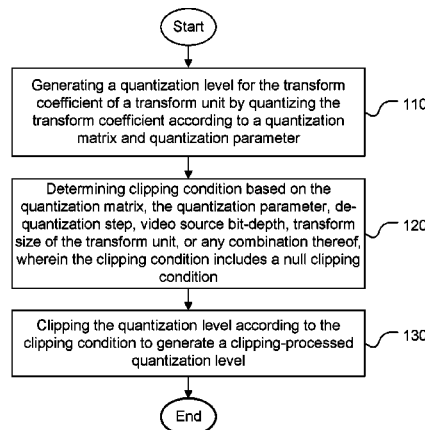 Start
Generating a quantization level for the transform
coefficient of a transform unit by quantizing the
transform coefficient according to a quantization
matrix and quantization parameter
110
Determining clipping condition based on the
quantization matrix, the quantization parameter, de-
quantization step, video source bit-depth, transform
size of the transform unit, or any combination thereof,
wherein the clipping condition includes a null clipping
condition
120
Clipping the quantization level according to the
clipping condition to generate a clipping-processed
quantization level
130
End